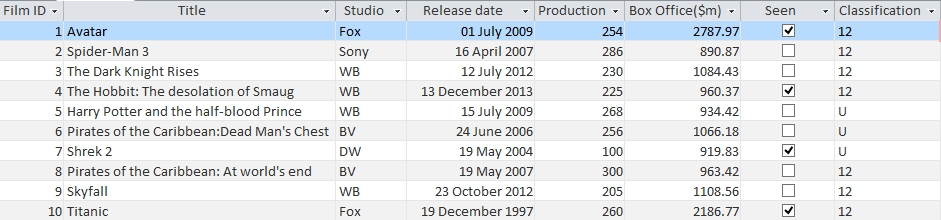 Film ID Title Studio Release date Production Box Office($m) Seen Classification
1 Avatar Fox 01 July 2009 254 2787.97 12
2 Spider-Man 3 Sony 16 April 2007 286 890.87 12
3 The Dark Knight Rises WB 12 July 2012 230 1084.43 12
4 The Hobbit: The desolation of Smaug WB 13 December 2013 225 960.37 12
5 Harry Potter and the half-blood Prince WB 15 July 2009 268 934.42 U
6 Pirates of the Caribbean:Dead Man's Chest BV 24 June 2006 256 1066.18 U
7 Shrek 2 DW 19 May 2004 100 919.83 U
8 Pirates of the Caribbean: At world's end BV 19 May 2007 300 963.42 12
9 Skyfall WB 23 October 2012 205 1108.56 12
10 Titanic Fox 19 December 1997 260 2186.77 12